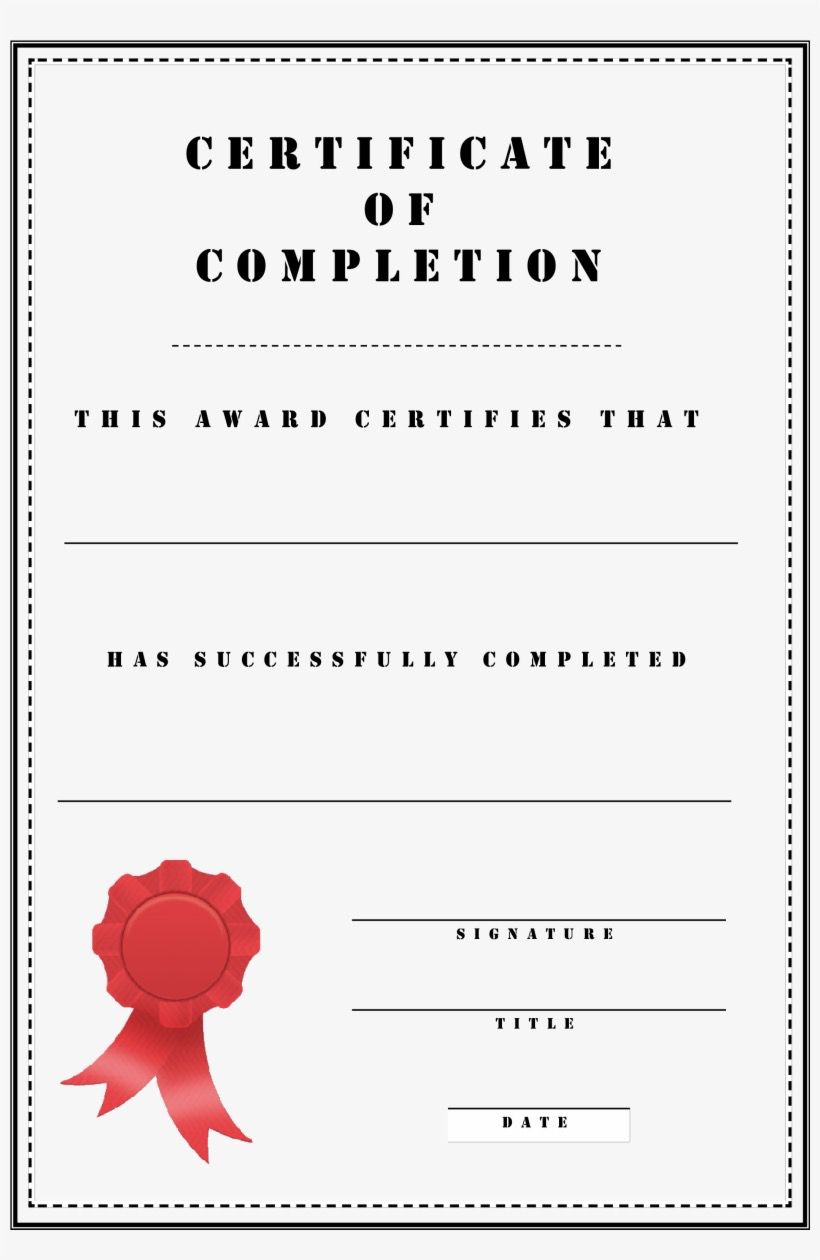 CERTIFICATE
OF
COMPLETION
THIS AWARD CERTIFIES THAT
HAS SUCCESSFULLY COMPLETED
SIGNATURE
TITLE
DATE